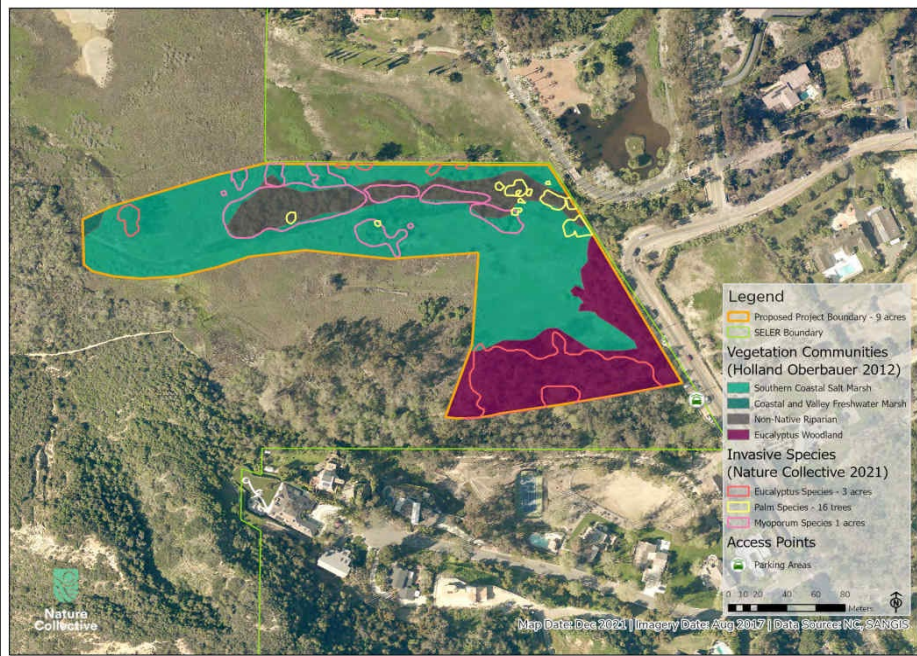 Legend
Proposed Project Boundary - 9 acres
SELER Boundary
Vegetation Communities
(Holland Oberbauer 2012)
Southern Coastal Salt Marsh
Coastal and Valley Freshwater Marsh
Non-Native Riparian
Eucalyptus Woodland
Invasive Species
(Nature Collective 2021)
Eucalyptus Species - 3 acres
Palm Species - 16 trees
Myoporum Species 1 acres
Access Points
Parking Areas
0 10 20 40 60 80
Meters
N
Nature
Collective
Map Date: Dec 2021 | Imagery Date: Aug 2017 | Data Source: NC, SANGIS